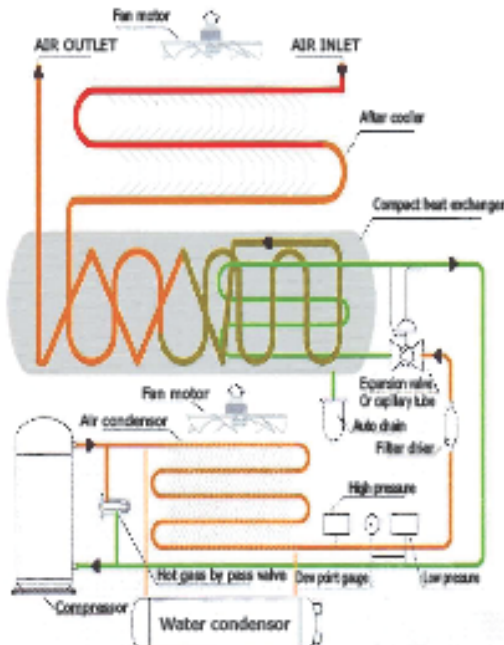 Fan motor
AIR OUTLET
AIR INLET
After cooler
Compact heat exchanger
Expansion valve
Or capillary tube
Fan motor
Air condensor
Auto drain
Filter drier
High pressure
Hot gass by pass valve
Dew point gauge
Low pressure
Compressor
Water condensor